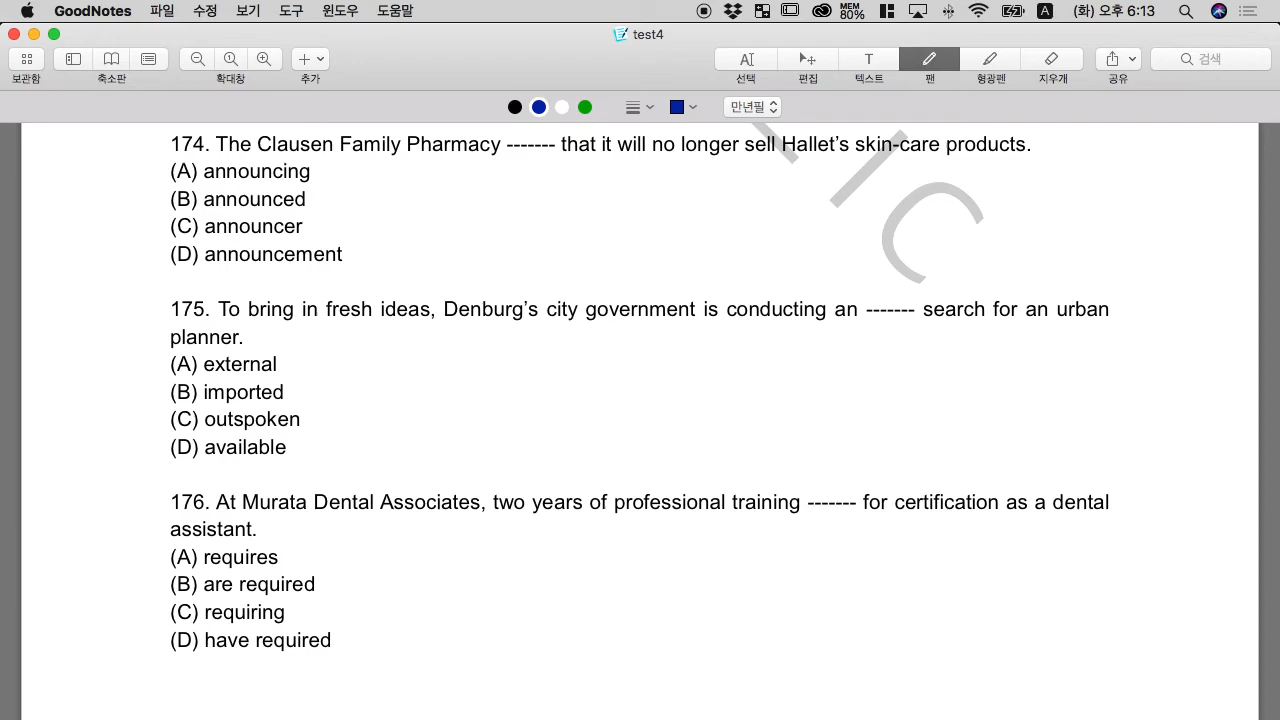 GoodNotes 파일 수정 보기 도구 윈도우 도움말 MEM 80% A (화) 오후 6:13
test4
보관함 축소판 확대창 추가 선택 편집 T 텍스트 펜 형광펜 지우개 공유 검색
만년필
174. The Clausen Family Pharmacy ------- that it will no longer sell Hallet’s skin-care products.
(A) announcing
(B) announced
(C) announcer
(D) announcement
175. To bring in fresh ideas, Denburg’s city government is conducting an ------- search for an urban
planner.
(A) external
(B) imported
(C) outspoken
(D) available
176. At Murata Dental Associates, two years of professional training ------- for certification as a dental
assistant.
(A) requires
(B) are required
(C) requiring
(D) have required
IC